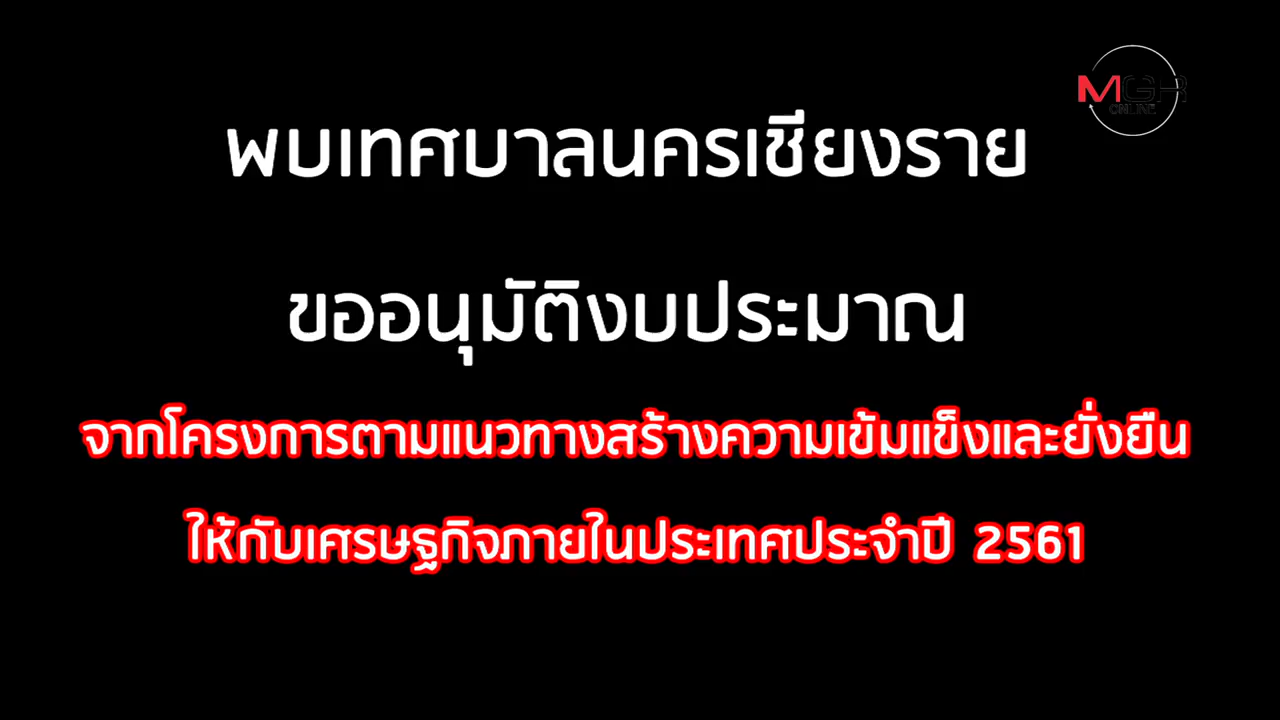 MGR
ONLINE
พบเทศบาลนครเชียงราย
ขออนุมัติงบประมาณ
จากโครงการตามแนวทางสร้างความเข้มแข็งและยั่งยืน
ให้กับเศรษฐกิจภายในประเทศประจำปี 2561